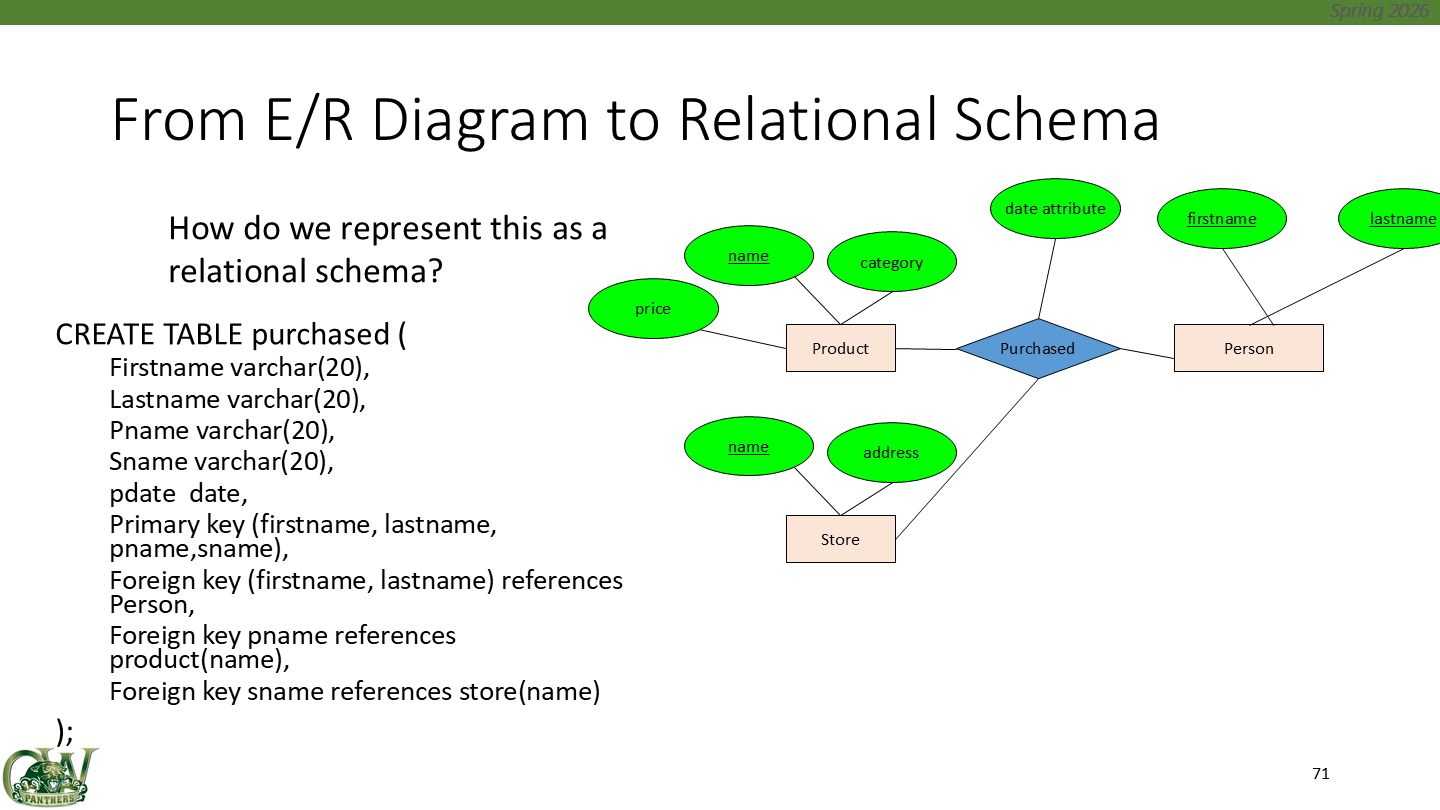 Spring 2026
From E/R Diagram to Relational Schema
How do we represent this as a
relational schema?
CREATE TABLE purchased (
Firstname varchar(20),
Lastname varchar(20),
Pname varchar(20),
Sname varchar(20),
pdate  date,
Primary key (firstname, lastname,
pname,sname),
Foreign key (firstname, lastname) references
Person,
Foreign key pname references
product(name),
Foreign key sname references store(name)
);
date attribute
firstname
lastname
name
category
price
Product
Purchased
Person
name
address
Store
OW
PANTHERS
71